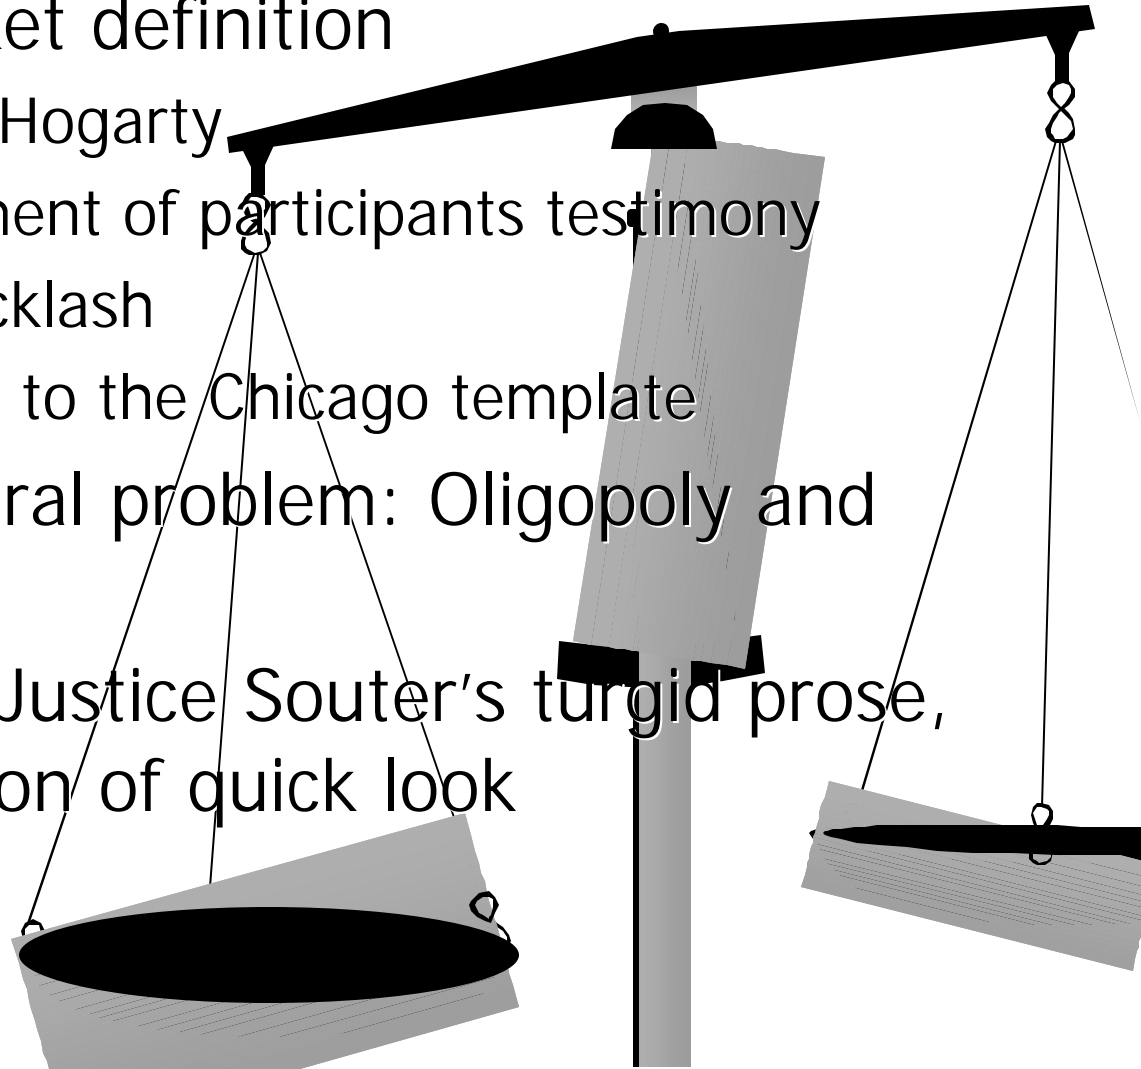 et definition
Hogarty
ent of participants testimony
cklash
to the Chicago template
ral problem: Oligopoly and
Justice Souter’s turgid prose,
on of quick look